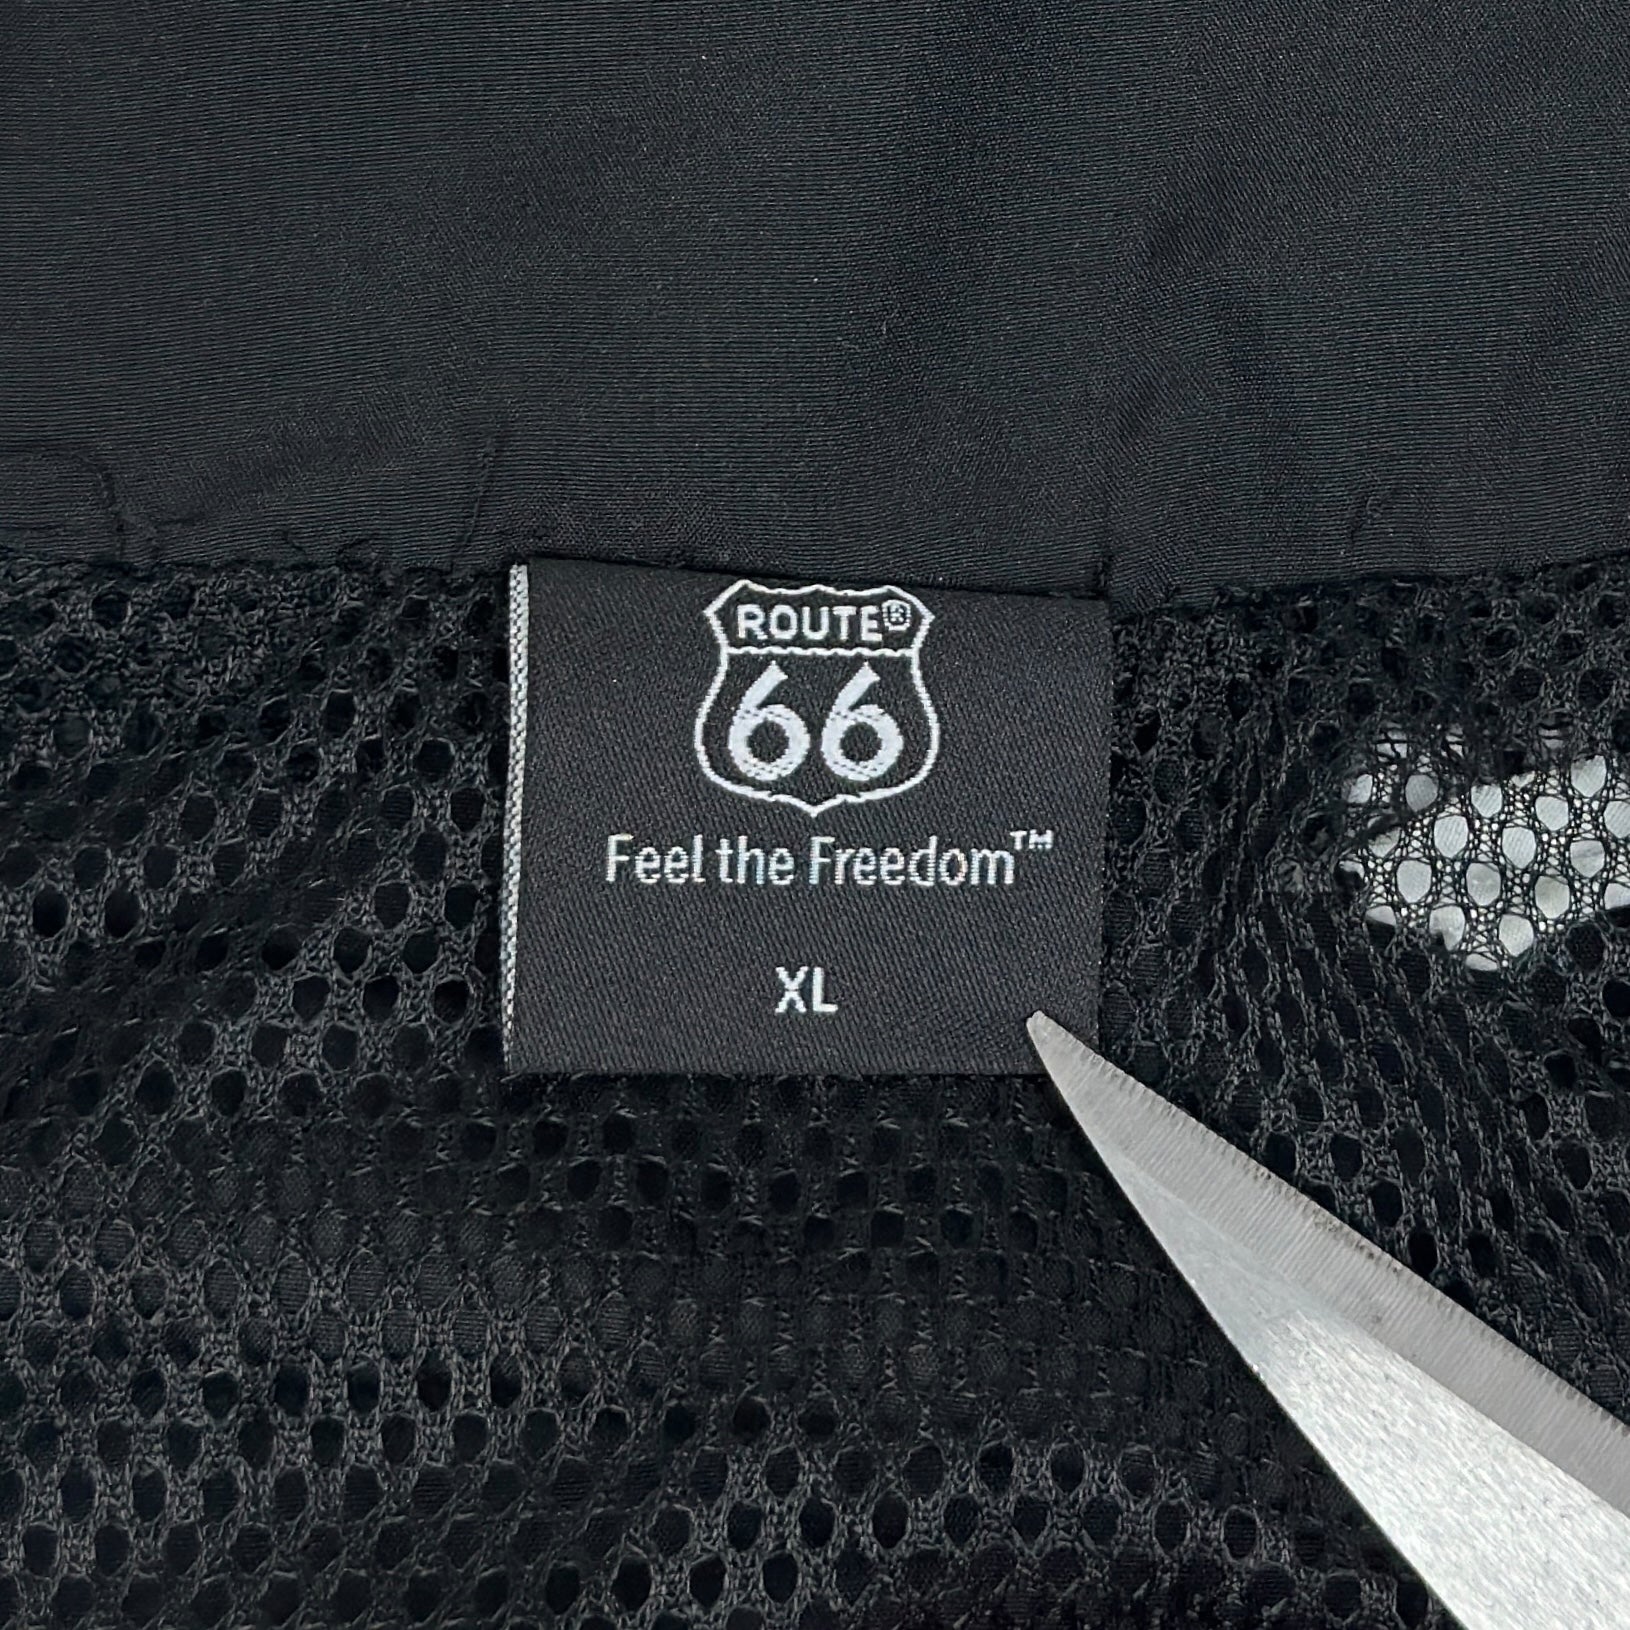 ROUTE®
66
Feel the Freedom™
XL